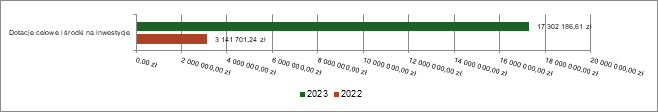 Dotacje celowe i środki na inwestycje
17 302 186,61 zł
3 141 701,24 zł
0,00 zł
2 000 000,00 zł
4 000 000,00 zł
6 000 000,00 zł
8 000 000,00 zł
10 000 000,00 zł
12 000 000,00 zł
14 000 000,00 zł
16 000 000,00 zł
18 000 000,00 zł
20 000 000,00 zł
2023 2022